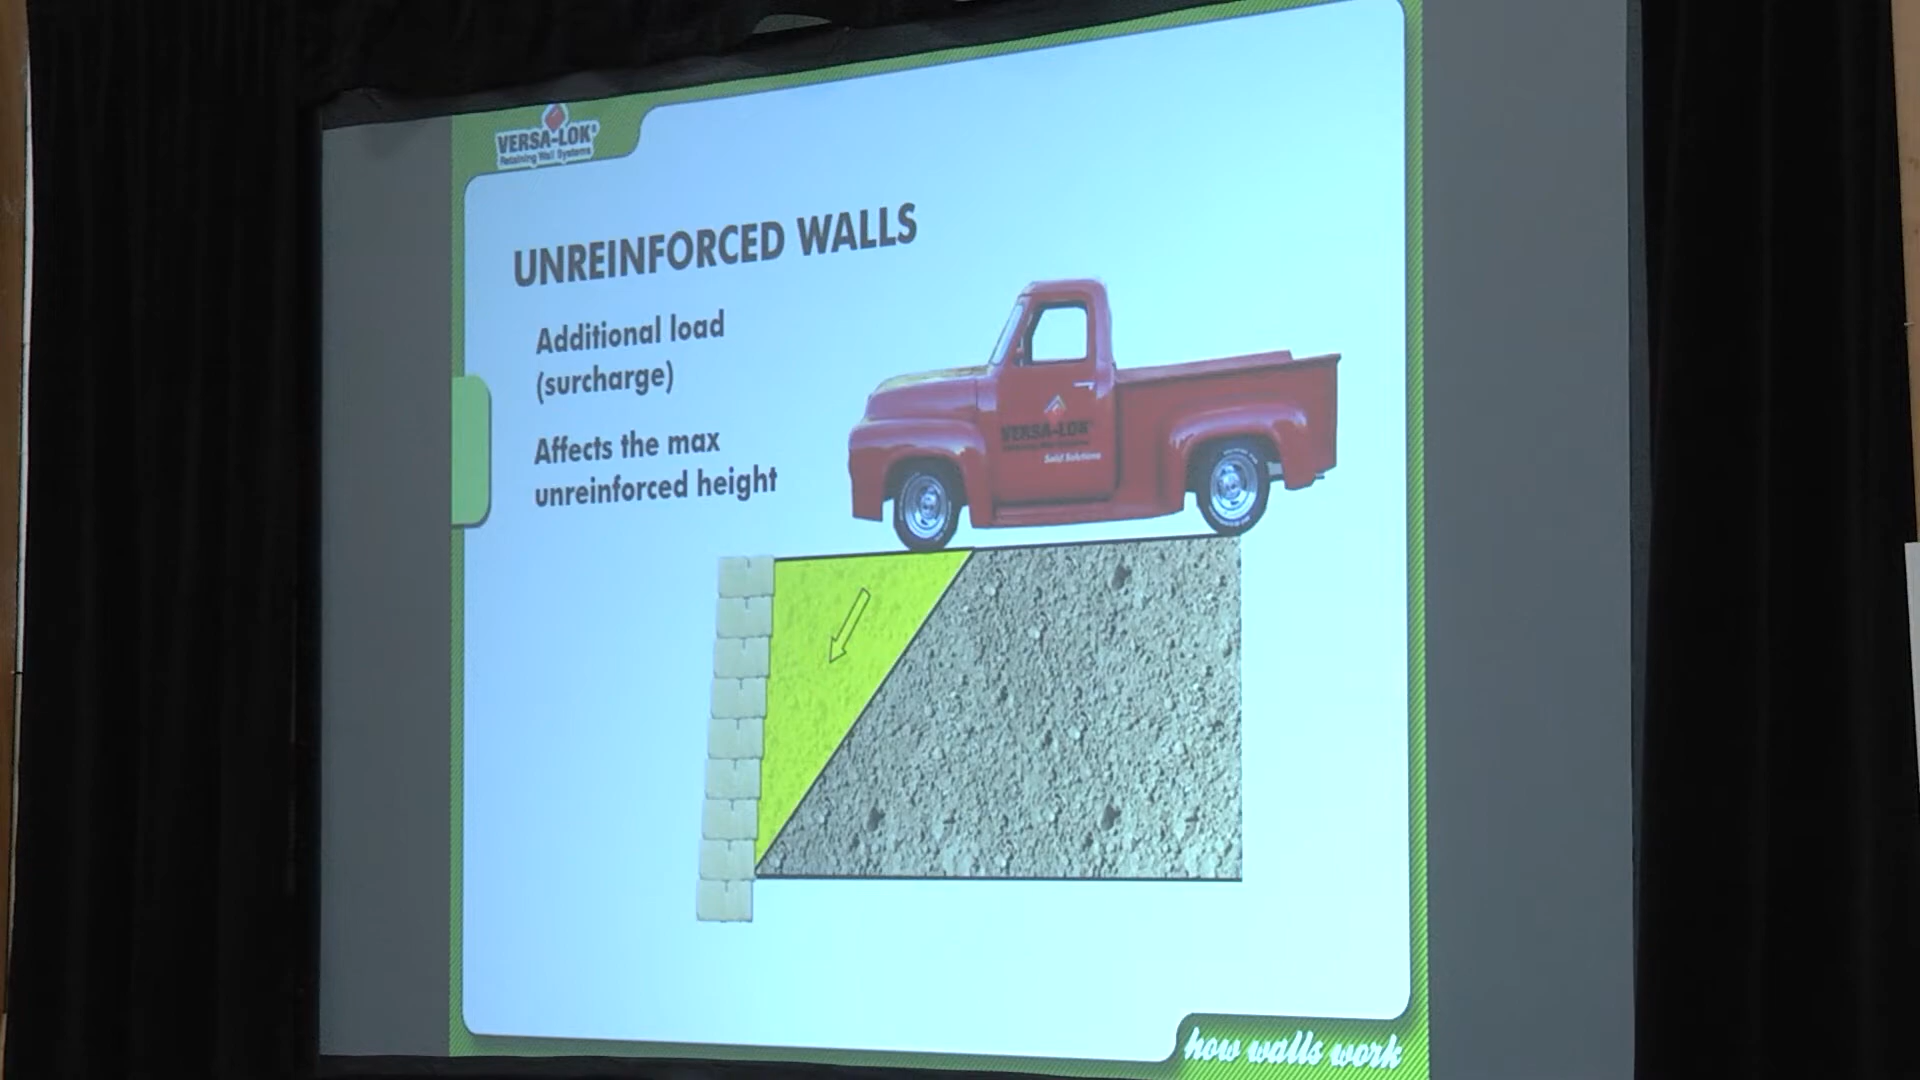 VERSA-LOK®
Retaining Wall Systems
UNREINFORCED WALLS
Additional load
(surcharge)
Affects the max
unreinforced height
VERSA-LOK®
Solid Solutions
how walls work